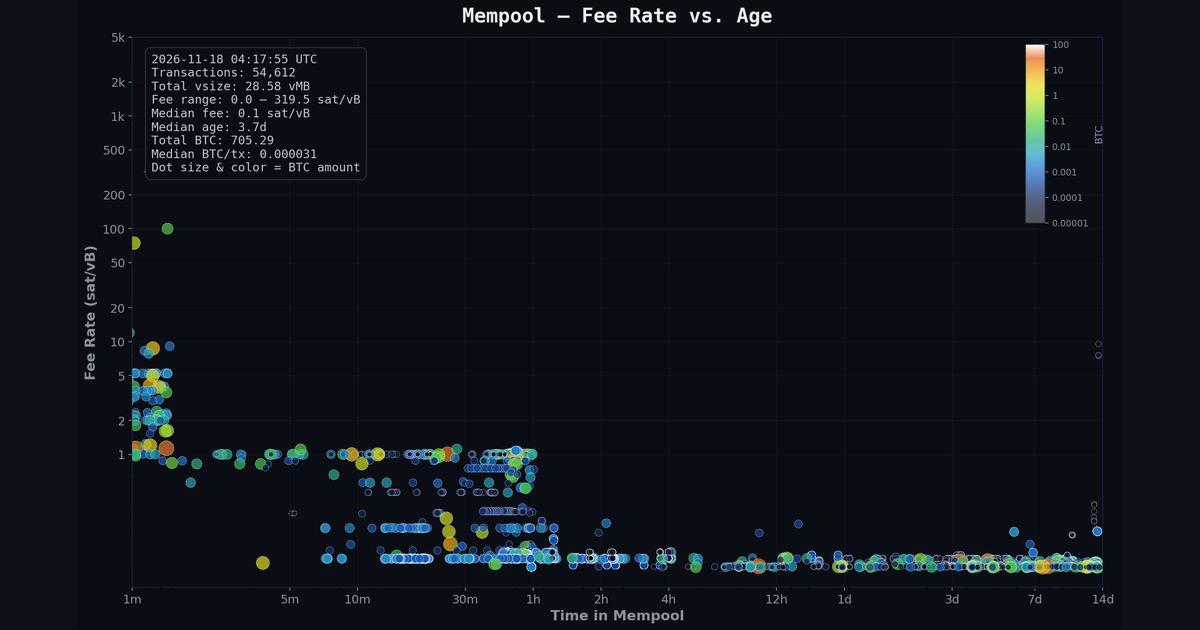 Mempool — Fee Rate vs. Age
5k
2k
1k
500
200
100
50
20
10
5
2
1
Fee Rate (sat/vB)
2026-11-18 04:17:55 UTC
Transactions: 54,612
Total vsize: 28.58 vMB
Fee range: 0.0 – 319.5 sat/vB
Median fee: 0.1 sat/vB
Median age: 3.7d
Total BTC: 705.29
Median BTC/tx: 0.000031
Dot size & color = BTC amount
100
10
1
0.1
0.01
0.001
0.0001
0.00001
BTC
1m
5m
10m
30m
1h
2h
4h
12h
1d
3d
7d
14d
Time in Mempool